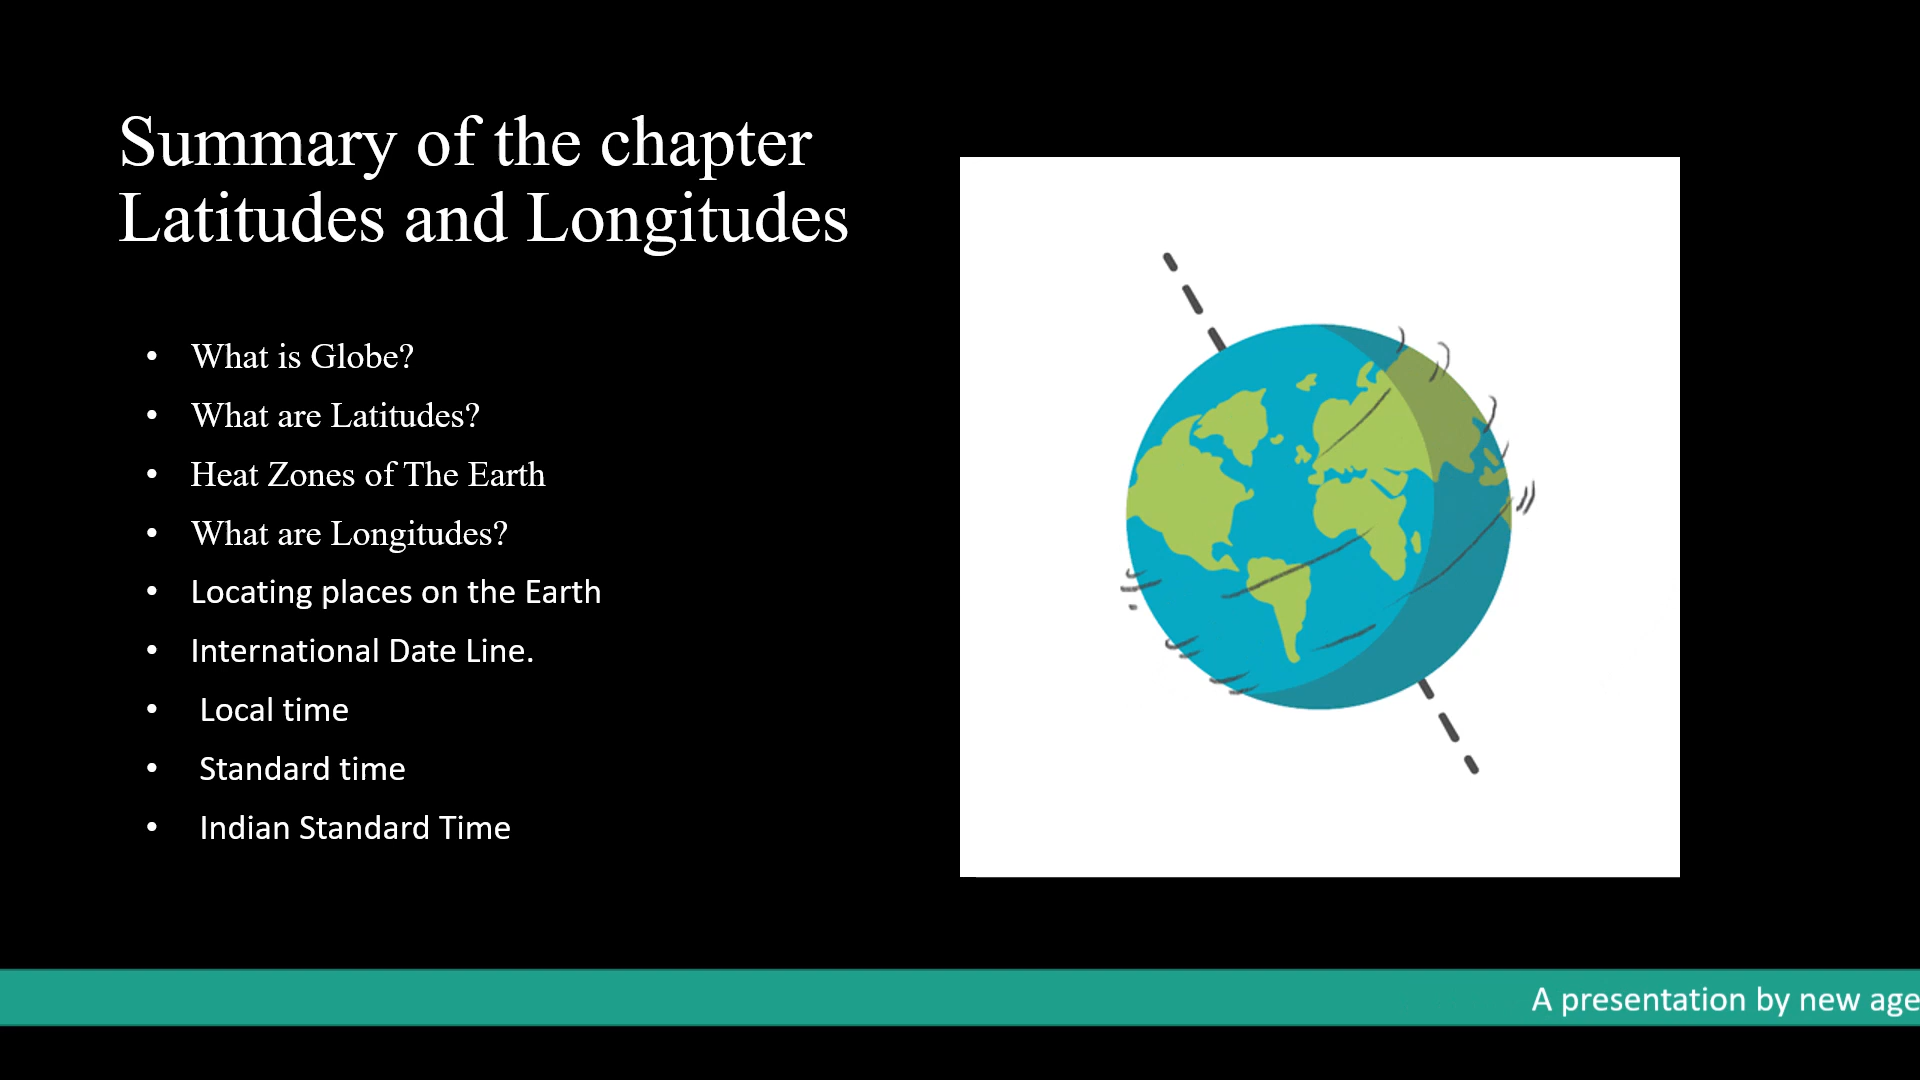 Summary of the chapter
Latitudes and Longitudes
• What is Globe?
• What are Latitudes?
• Heat Zones of The Earth
• What are Longitudes?
• Locating places on the Earth
• International Date Line.
• Local time
• Standard time
• Indian Standard Time
A presentation by new age